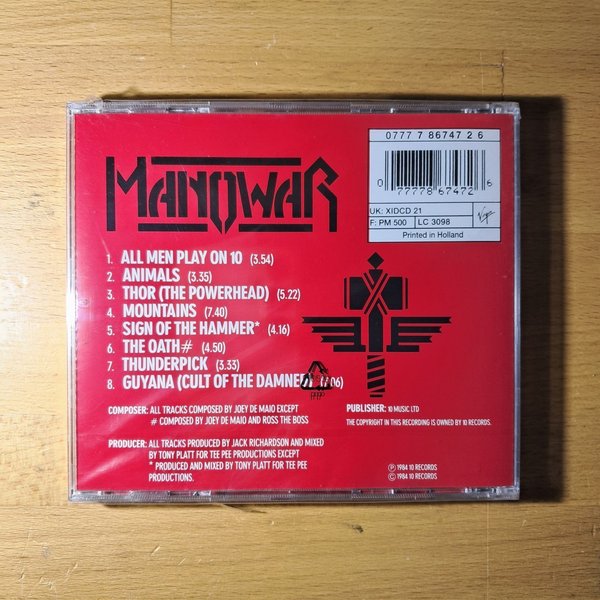 0777 7 86747 2 6
0 77778 67472 6
UK: XIDCD 21
F: PM 500 LC 3098
Virgin
Printed in Holland
MANOWAR
1. ALL MEN PLAY ON 10 (3.54)
2. ANIMALS (3.35)
3. THOR (THE POWERHEAD) (5.22)
4. MOUNTAINS (7.40)
5. SIGN OF THE HAMMER* (4.16)
6. THE OATH# (4.50)
7. THUNDERPICK (3.33)
8. GUYANA (CULT OF THE DAMNED) (7.06)
COMPOSER: ALL TRACKS COMPOSED BY JOEY DE MAIO EXCEPT
# COMPOSED BY JOEY DE MAIO AND ROSS THE BOSS
PRODUCER: ALL TRACKS PRODUCED BY JACK RICHARDSON AND MIXED
BY TONY PLATT FOR TEE PEE PRODUCTIONS EXCEPT
* PRODUCED AND MIXED BY TONY PLATT FOR TEE PEE
PRODUCTIONS.
PUBLISHER: 10 MUSIC LTD
THE COPYRIGHT IN THIS RECORDING IS OWNED BY 10 RECORDS.
℗ 1984 10 RECORDS
© 1984 10 RECORDS